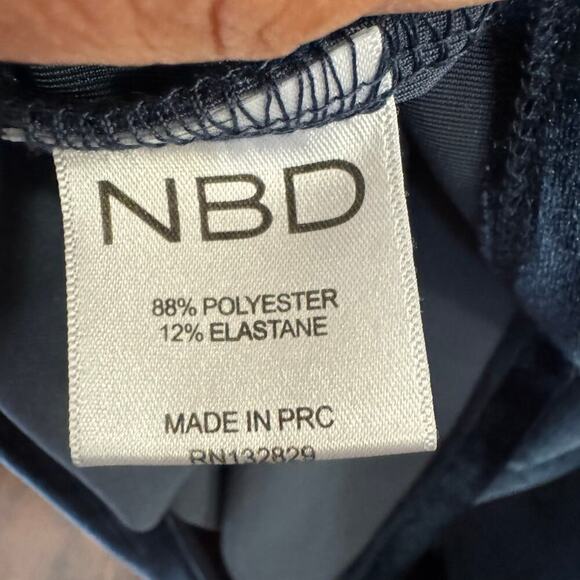 NBD
88% POLYESTER
12% ELASTANE
MADE IN PRC
RN132829